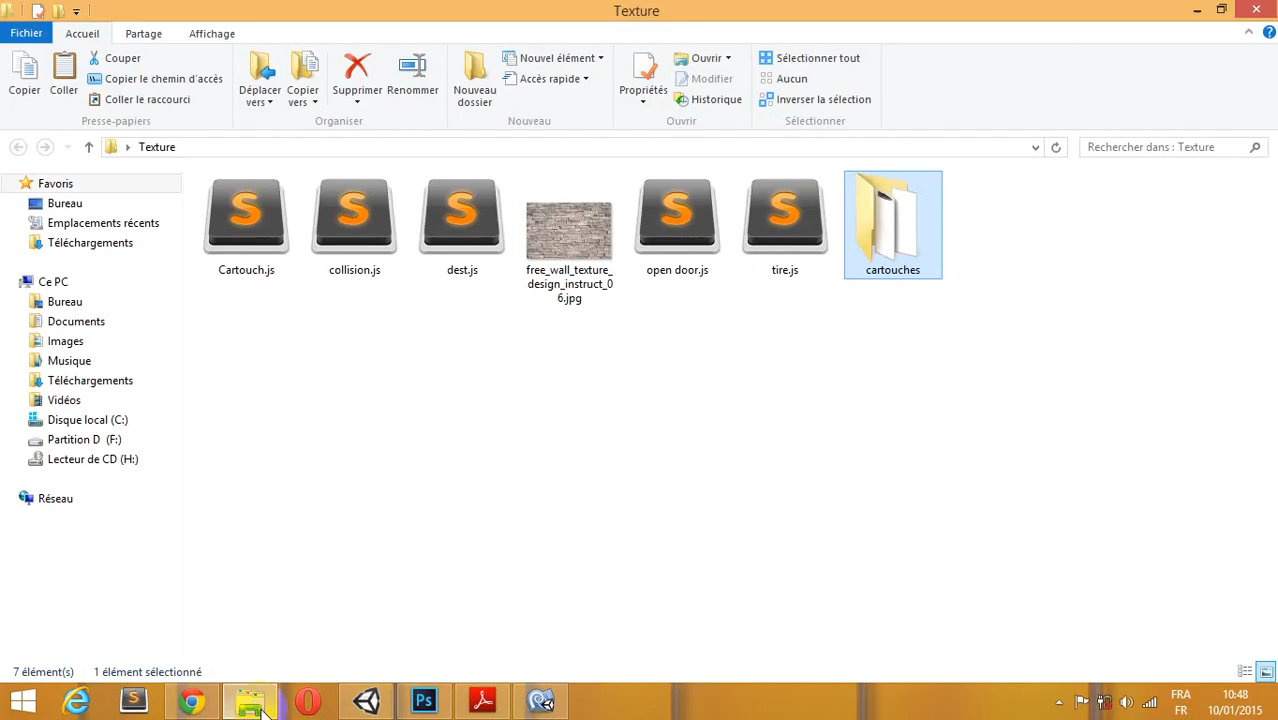 Texture
Fichier Accueil Partage Affichage
Copier
Coller
Couper
Copier le chemin d'accès
Coller le raccourci
Presse-papiers
Déplacer
vers
Copier
vers
Supprimer
Renommer
Organiser
Nouveau
dossier
Nouvel élément
Accès rapide
Nouveau
Propriétés
Ouvrir
Modifier
Historique
Ouvrir
Sélectionner tout
Aucun
Inverser la sélection
Sélectionner
Texture
Rechercher dans : Texture
Favoris
Bureau
Emplacements récents
Téléchargements
Ce PC
Bureau
Documents
Images
Musique
Téléchargements
Vidéos
Disque local (C:)
Partition D (F:)
Lecteur de CD (H:)
Réseau
Cartouch.js
collision.js
dest.js
free_wall_texture_
design_instruct_0
6.jpg
open door.js
tire.js
cartouches
7 élément(s) 1 élément sélectionné
Ps
FRA
FR
10:48
10/01/2015